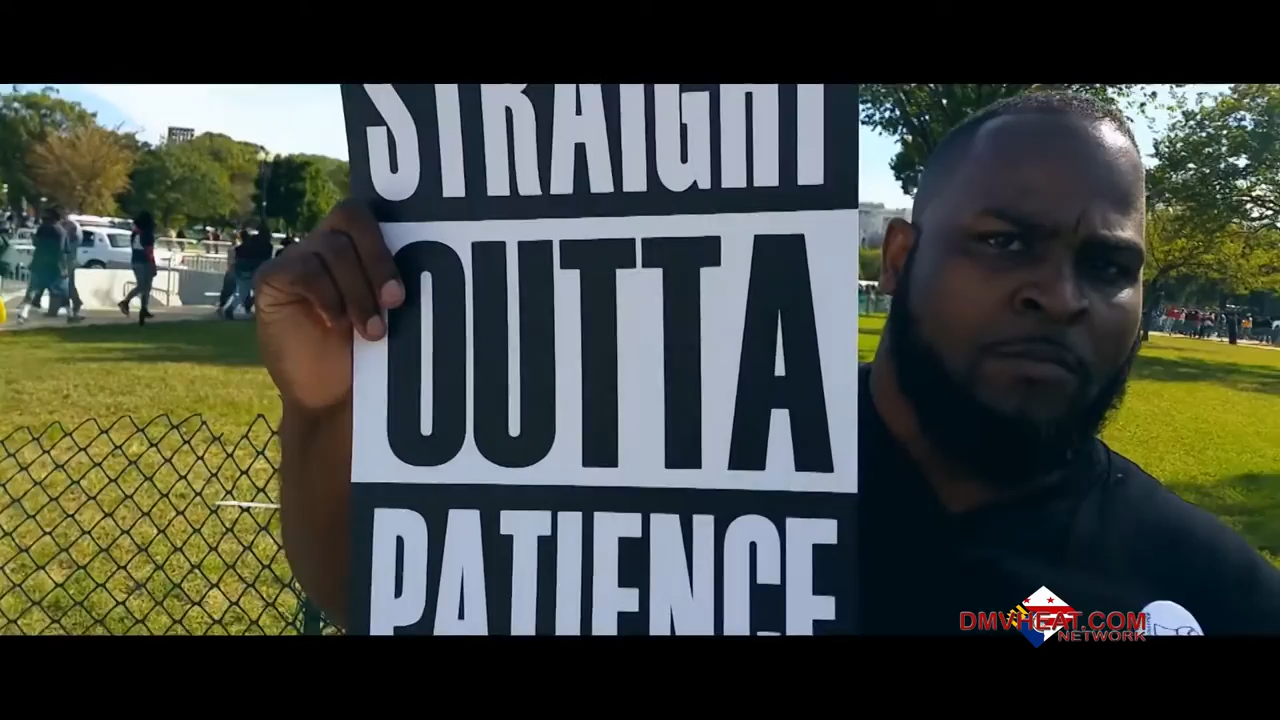 STRAIGHT
OUTTA
PATIENCE
DMVHEAT.COM
NETWORK